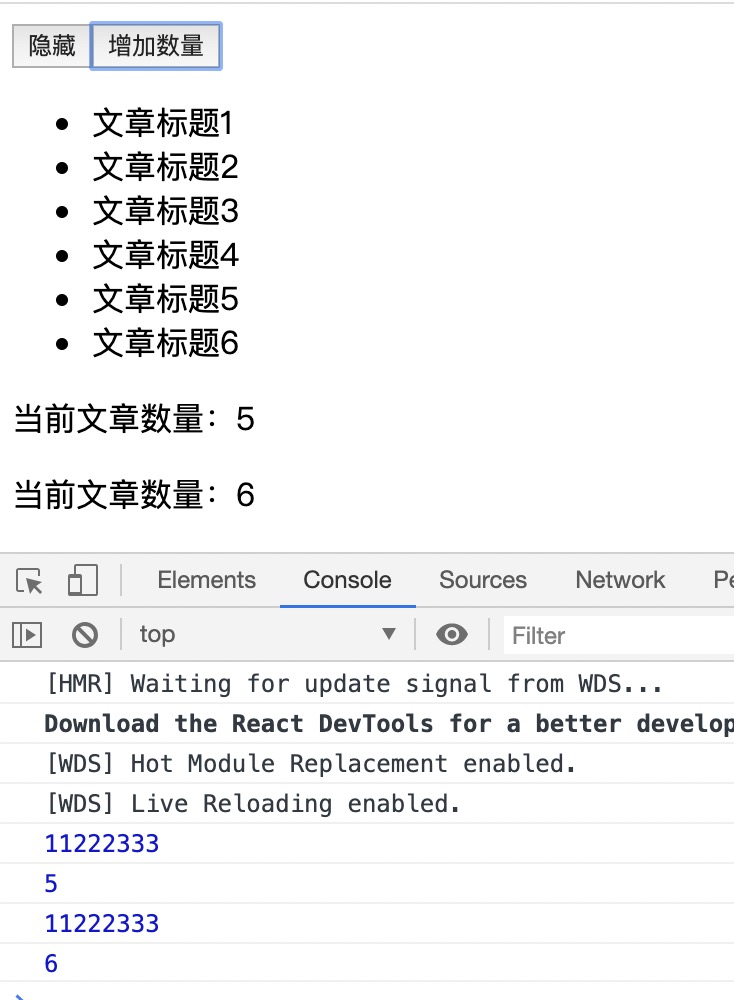 隐藏 增加数量
文章标题1
文章标题2
文章标题3
文章标题4
文章标题5
文章标题6
当前文章数量：5
当前文章数量：6
Elements Console Sources Network Pe
top Filter
[HMR] Waiting for update signal from WDS...
Download the React DevTools for a better develop
[WDS] Hot Module Replacement enabled.
[WDS] Live Reloading enabled.
11222333
5
11222333
6